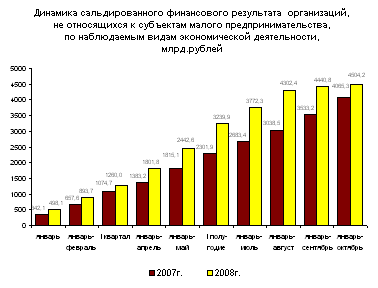 Динамика сальдированного финансового результата организаций,
не относящихся к субъектам малого предпринимательства,
по наблюдаемым видам экономической деятельности,
млрд.рублей
5000
4500
4000
3500
3000
2500
2000
1500
1000
500
0
342,1 498,1 657,6 893,7 1074,7 1260,0 1383,2 1801,8 1815,1 2442,6 2301,9 3239,9 2683,4 3772,3 3038,5 4302,4 3533,2 4440,8 4065,3 4504,2
январь январь- I квартал январь- январь- I полу- январь- январь- январь- январь-
февраль апрель май годие июль август сентябрь октябрь
2007г. 2008г.